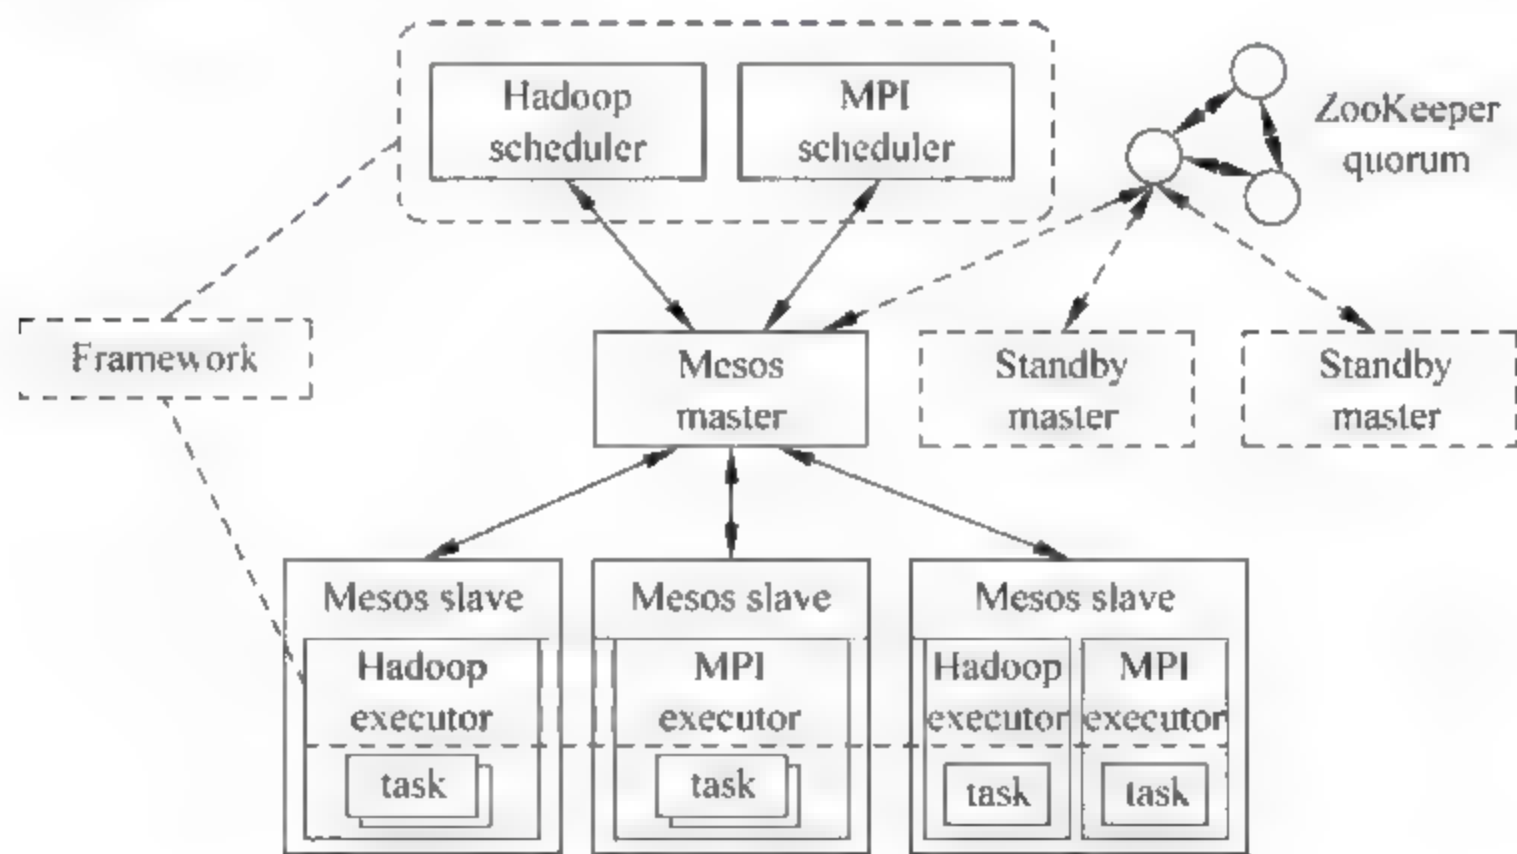 Hadoop
scheduler
MPI
scheduler
ZooKeeper
quorum
Framework
Mesos
master
Standby
master
Standby
master
Mesos slave
Hadoop
executor
task
Mesos slave
MPI
executor
task
Mesos slave
Hadoop
executor
task
MPI
executor
task